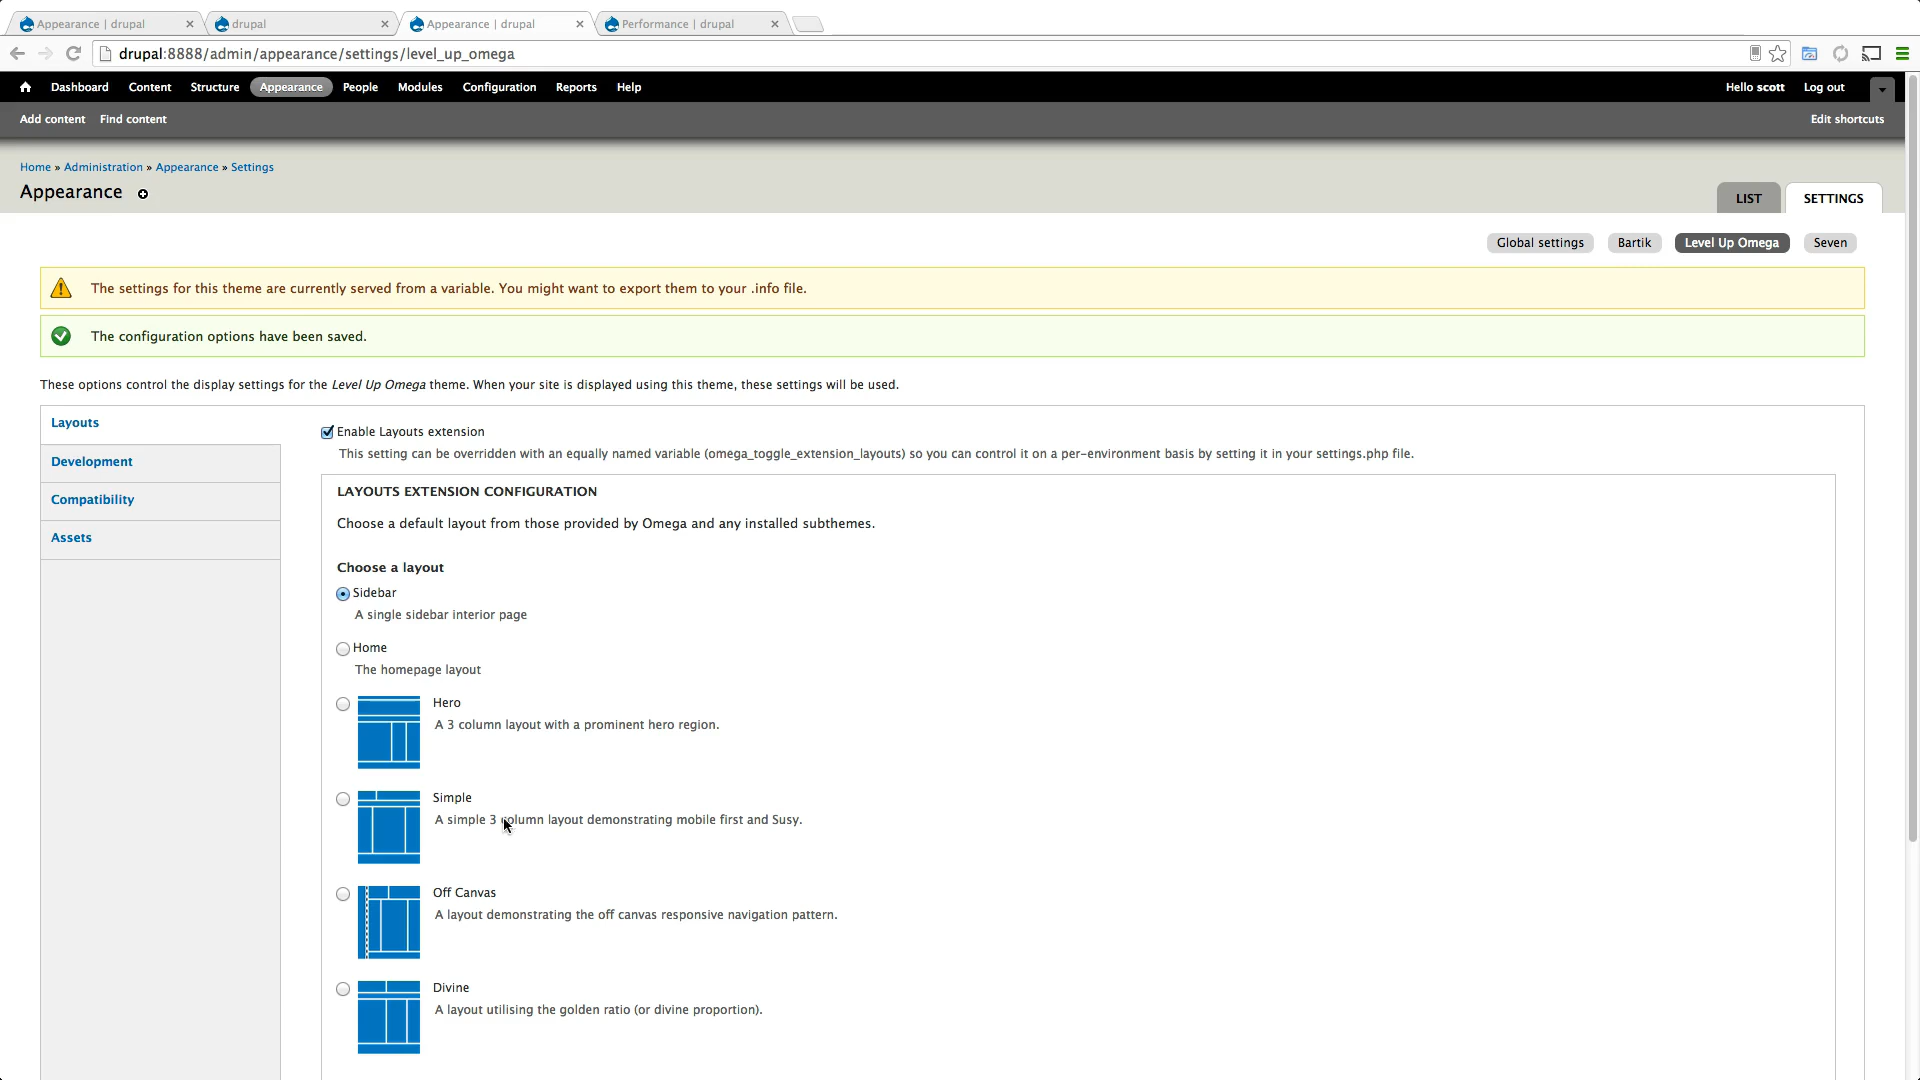 Appearance | drupal
drupal
Appearance | drupal
Performance | drupal
drupal:8888/admin/appearance/settings/level_up_omega
Dashboard Content Structure Appearance People Modules Configuration Reports Help
Hello scott Log out
Add content Find content
Edit shortcuts
Home » Administration » Appearance » Settings
Appearance
LIST
SETTINGS
Global settings Bartik Level Up Omega Seven
The settings for this theme are currently served from a variable. You might want to export them to your .info file.
The configuration options have been saved.
These options control the display settings for the Level Up Omega theme. When your site is displayed using this theme, these settings will be used.
Layouts
Development
Compatibility
Assets
Enable Layouts extension
This setting can be overridden with an equally named variable (omega_toggle_extension_layouts) so you can control it on a per-environment basis by setting it in your settings.php file.
LAYOUTS EXTENSION CONFIGURATION
Choose a default layout from those provided by Omega and any installed subthemes.
Choose a layout
Sidebar
A single sidebar interior page
Home
The homepage layout
Hero
A 3 column layout with a prominent hero region.
Simple
A simple 3 column layout demonstrating mobile first and Susy.
Off Canvas
A layout demonstrating the off canvas responsive navigation pattern.
Divine
A layout utilising the golden ratio (or divine proportion).